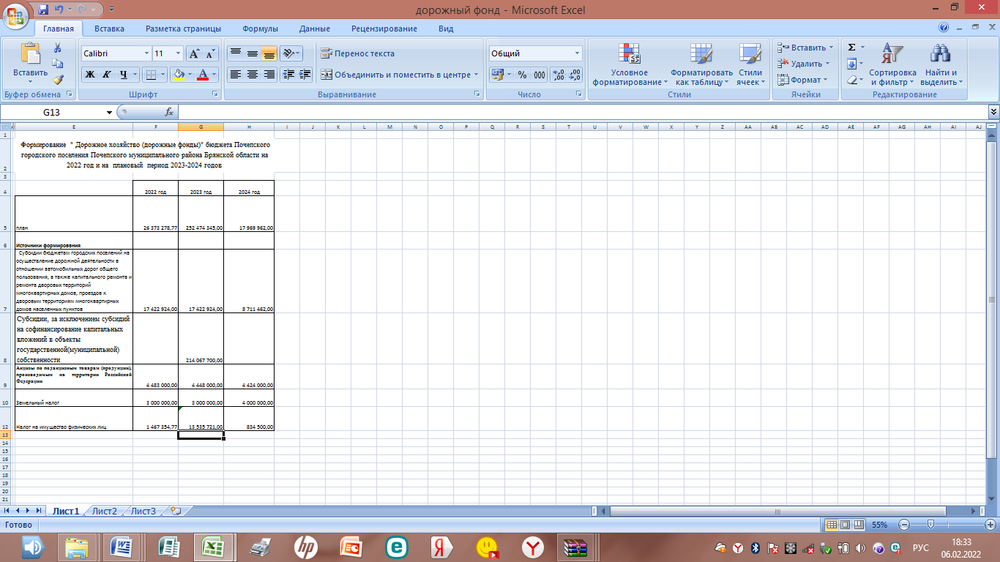 дорожный фонд - Microsoft Excel
Главная Вставка Разметка страницы Формулы Данные Рецензирование Вид
Вставить
Буфер обмена
Calibri 11
Ж К Ч
Шрифт
Перенос текста
Объединить и поместить в центре
Выравнивание
Общий
% 000 ,00 ,0
Число
Условное форматирование
Форматировать как таблицу
Стили ячеек
Стили
Вставить
Удалить
Формат
Ячейки
Σ
Сортировка и фильтр
Найти и выделить
Редактирование
G13 fx
E F G H I J K L M N O P Q R S T U V W X Y Z AA AB AC AD AE AF AG AH AI AJ
1
Формирование " Дорожное хозяйство (дорожные фонды)" бюджета Почепского
городского поселения Почепского муниципального района Брянской области на
2 2022 год и на плановый период 2023-2024 годов
3
4 2022 год 2023 год 2024 год
5 план 26 373 278,77 252 474 345,00 17 969 962,00
6 Источники формирования
Субсидии бюджетам городских поселений на
осуществление дорожной деятельности в
отношении автомобильных дорог общего
пользования, а также капитального ремонта и
ремонта дворовых территорий
многоквартирных домов, проездов к
дворовым территориям многоквартирных
7 домов населенных пунктов 17 422 924,00 17 422 924,00 8 711 462,00
Субсидии, за исключением субсидий
на софинансирование капитальных
вложений в объекты
государственной(муниципальной)
8 собственности 214 067 700,00
Акцизы по подакцизным товарам (продукции),
производимым на территории Российской
Федерации
9 4 483 000,00 4 448 000,00 4 424 000,00
10 Земельный налог 3 000 000,00 3 000 000,00 4 000 000,00
12 Налог на имущество физических лиц 1 467 354,77 13 535 721,00 834 500,00
13
14
15
16
17
18
19
20
21
Лист1 Лист2 Лист3
Готово 55%
РУС
18:33
06.02.2022